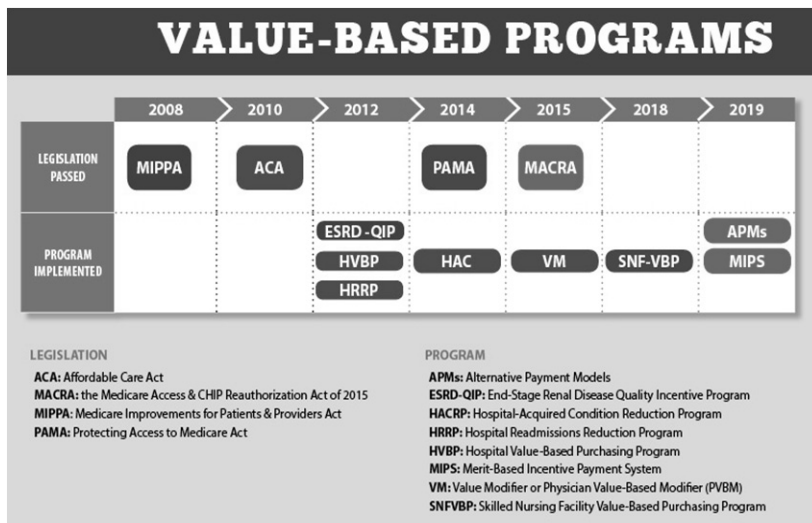 VALUE-BASED PROGRAMS
2008 2010 2012 2014 2015 2018 2019
LEGISLATION
PASSED
MIPPA ACA PAMA MACRA
PROGRAM
IMPLEMENTED
ESRD -QIP APMs
HVBP HAC VM SNF-VBP MIPS
HRRP
LEGISLATION
ACA: Affordable Care Act
MACRA: the Medicare Access & CHIP Reauthorization Act of 2015
MIPPA: Medicare Improvements for Patients & Providers Act
PAMA: Protecting Access to Medicare Act
PROGRAM
APMs: Alternative Payment Models
ESRD-QIP: End-Stage Renal Disease Quality Incentive Program
HACRP: Hospital-Acquired Condition Reduction Program
HRRP: Hospital Readmissions Reduction Program
HVBP: Hospital Value-Based Purchasing Program
MIPS: Merit-Based Incentive Payment System
VM: Value Modifier or Physician Value-Based Modifier (PVBM)
SNFVBP: Skilled Nursing Facility Value-Based Purchasing Program